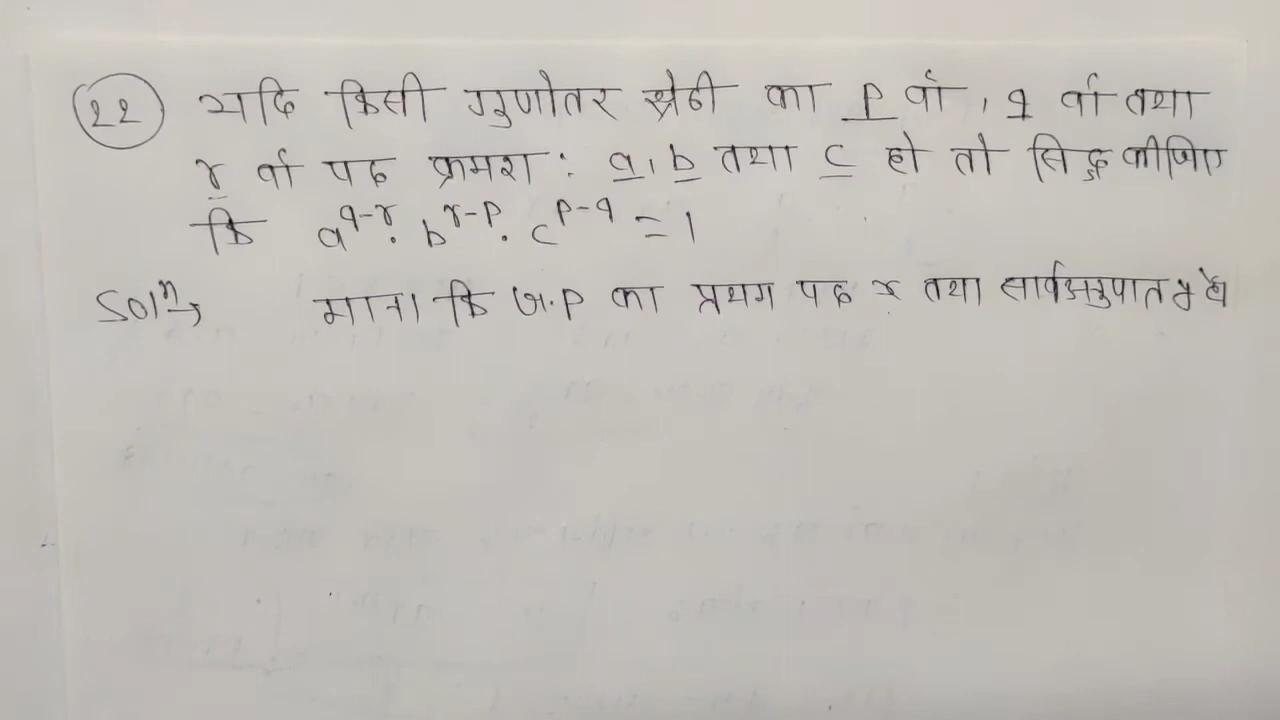 22 यदि किसी गुणोतर श्रेढी का p वाँ, q वाँ तथा
r वाँ पद क्रमश: a, b तथा c हो तो सिद्ध कीजिए
कि a^{q-r}. b^{r-p}. c^{p-q} = 1
Solⁿ→ माना कि G.P का प्रथम पद x तथा सार्वअनुपात y है